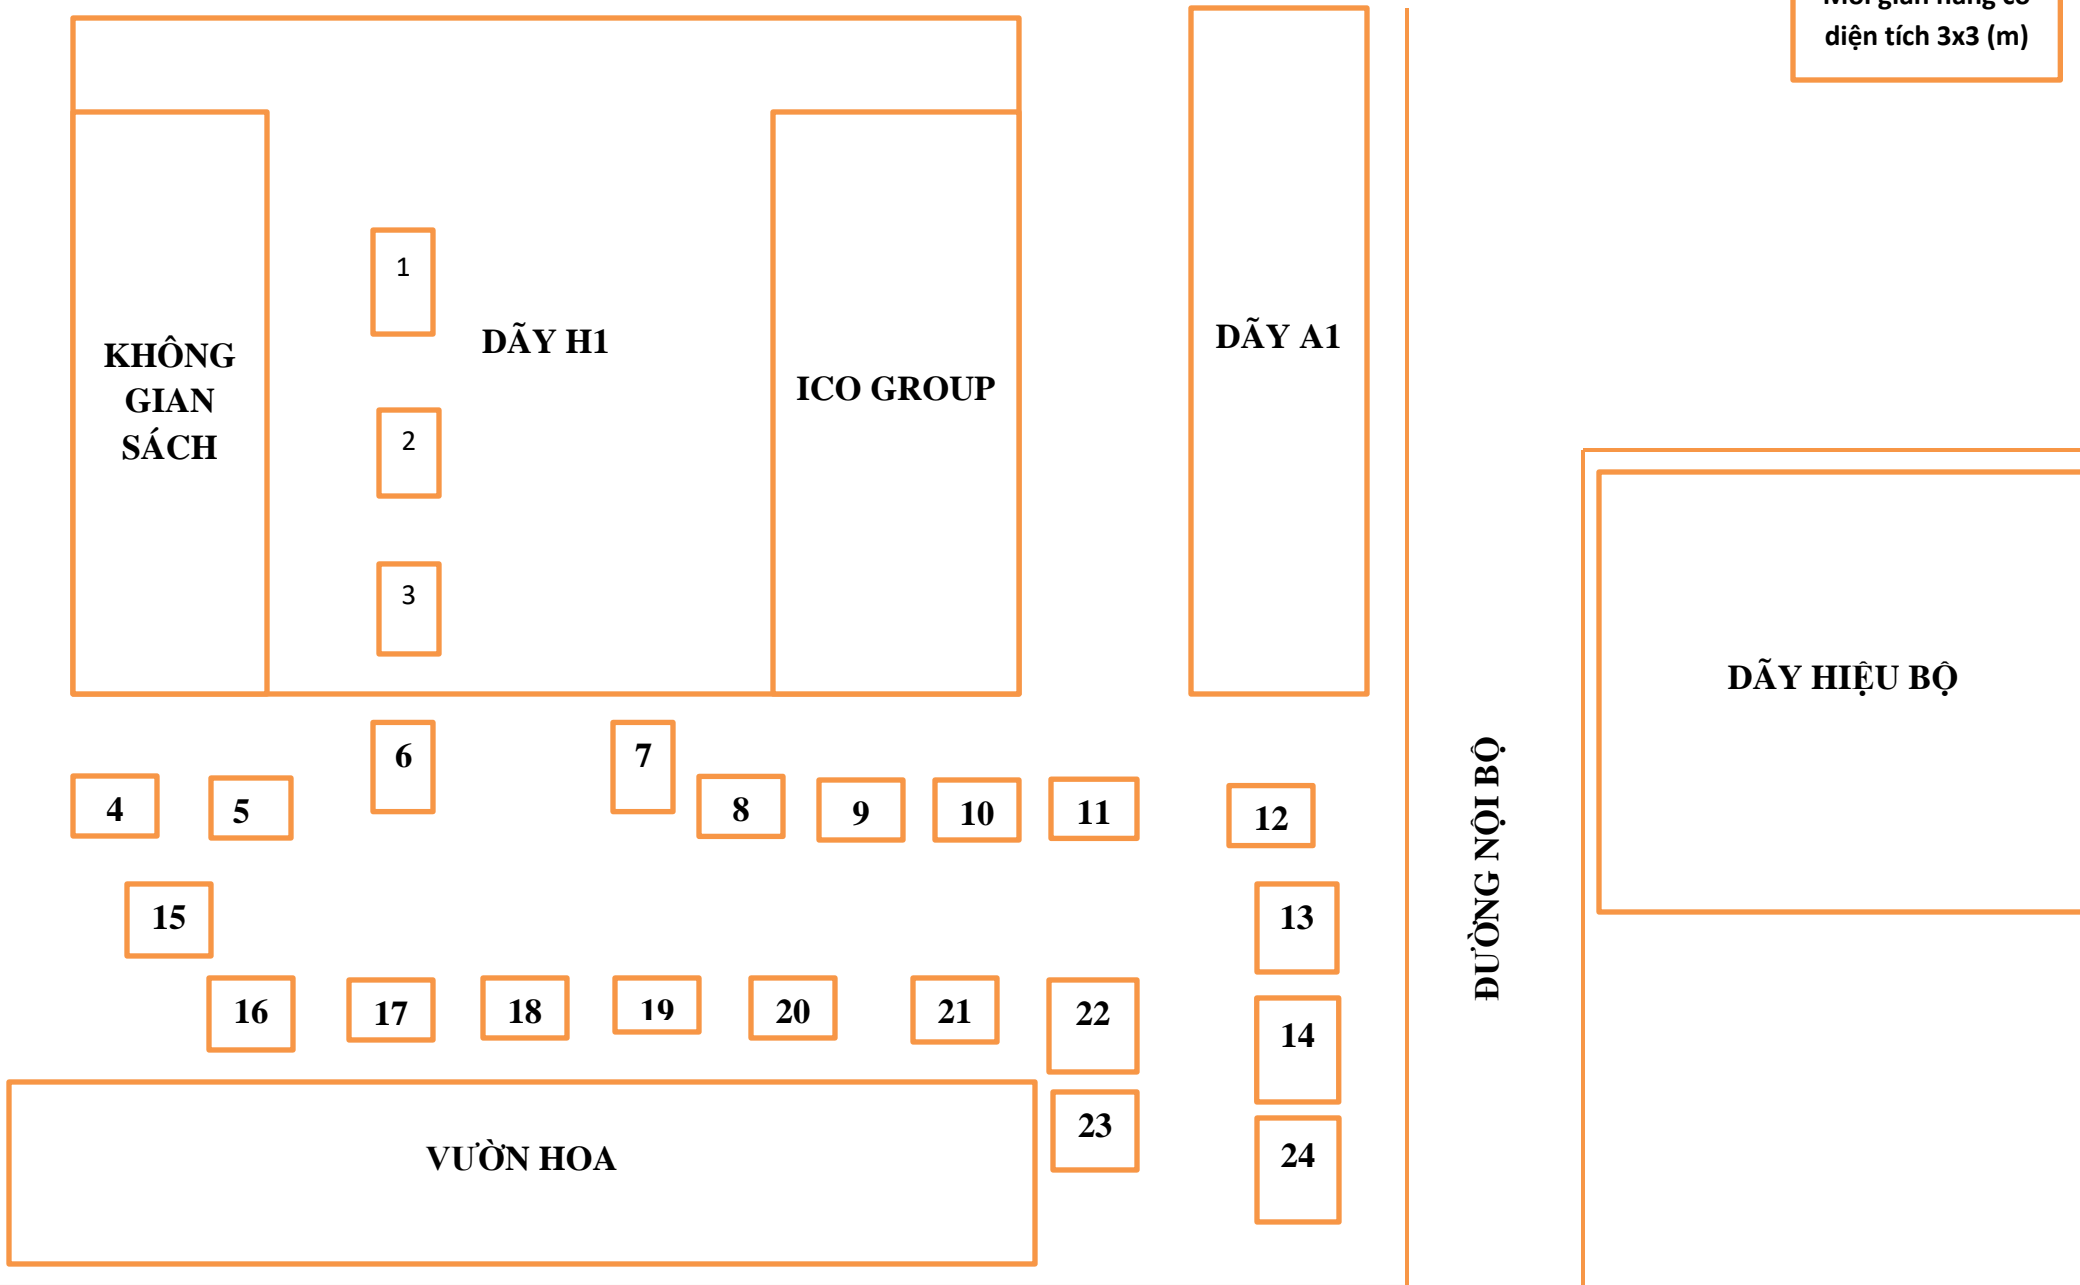 diện tích 3x3 (m)
1
DÃY H1
DÃY A1
KHÔNG
GIAN
SÁCH
ICO GROUP
2
3
DÃY HIỆU BỘ
6
7
4
5
8
9
10
11
12
ĐƯỜNG NỘI BỘ
15
13
16
17
18
19
20
21
22
14
23
24
VƯỜN HOA